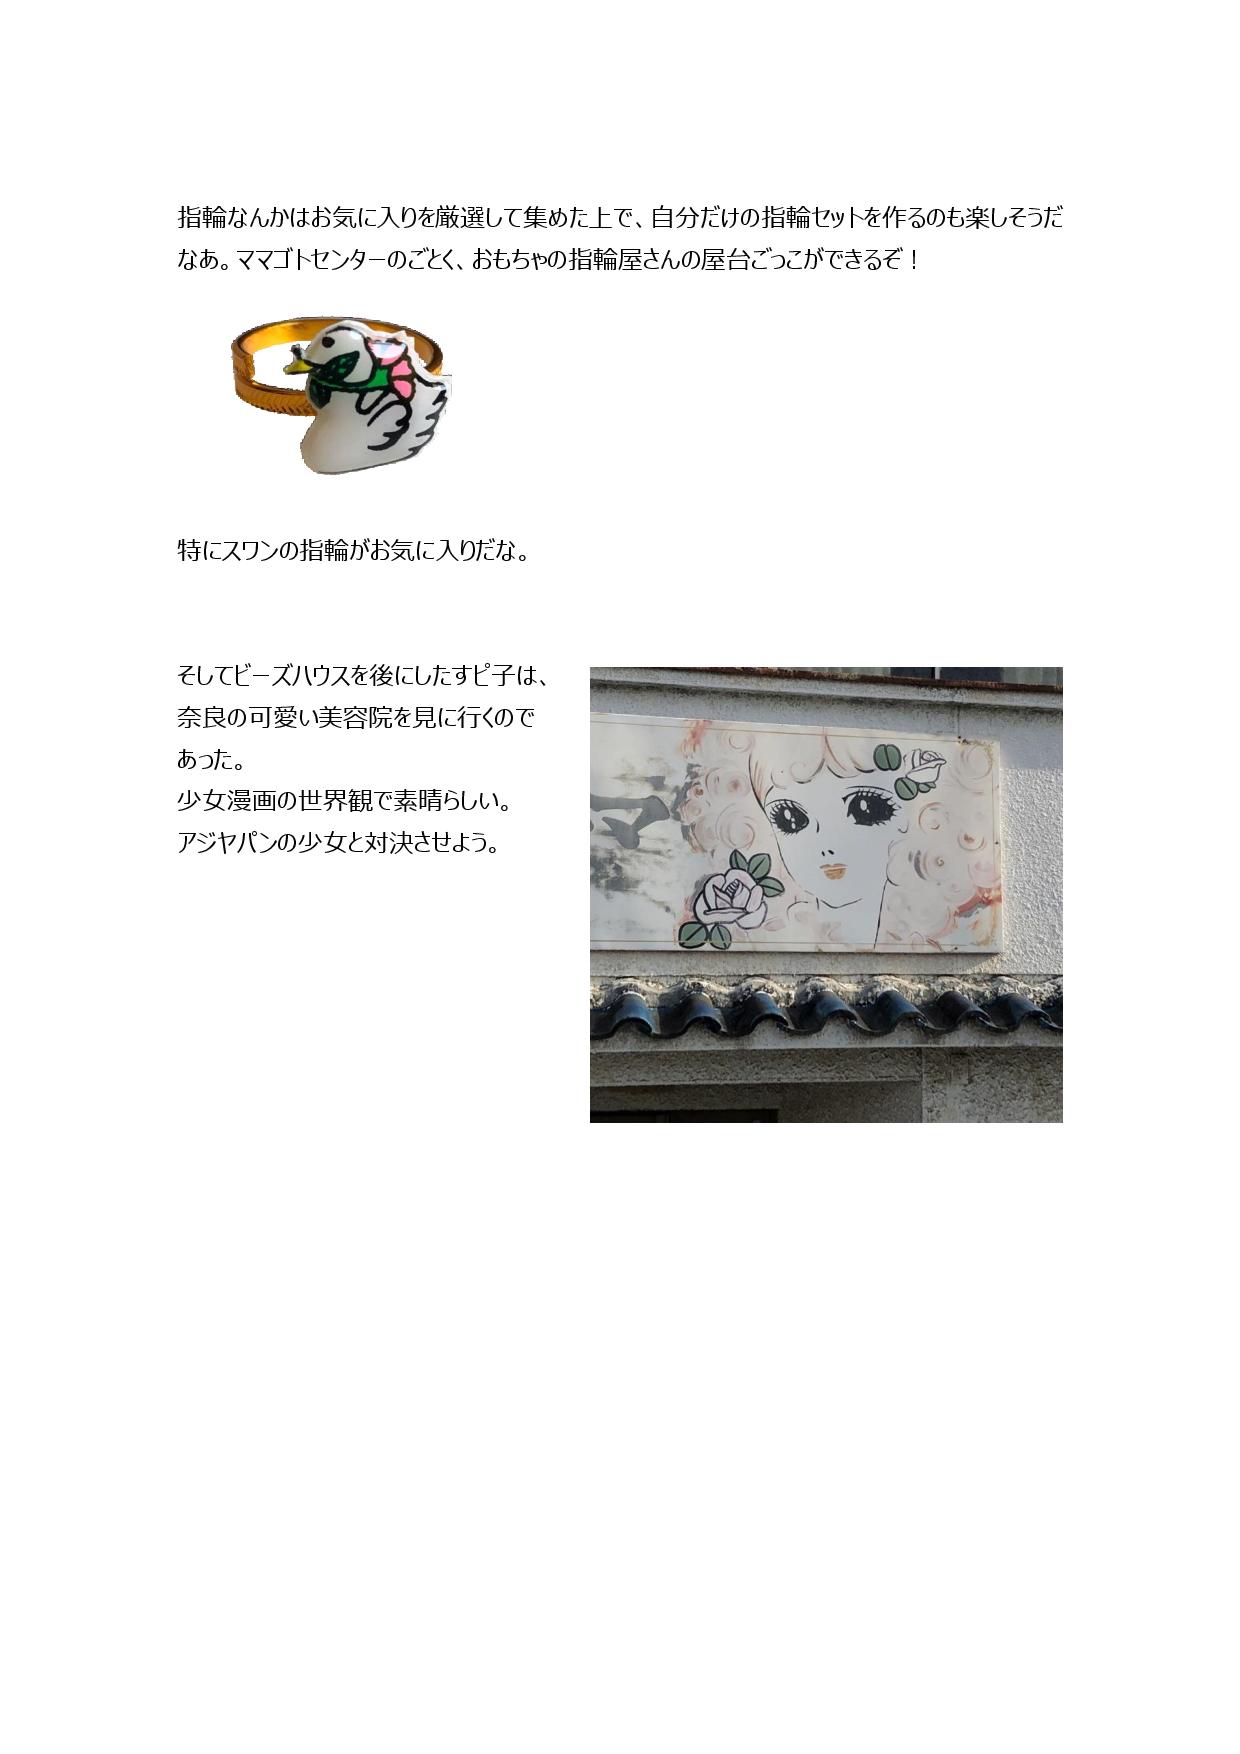 指輪なんかはお気に入りを厳選して集めた上で、自分だけの指輪セットを作るのも楽しそうだ
なあ。ママゴトセンターのごとく、おもちゃの指輪屋さんの屋台ごっこができるぞ！
特にスワンの指輪がお気に入りだな。
そしてビーズハウスを後にしたすピ子は、
奈良の可愛い美容院を見に行くので
あった。
少女漫画の世界観で素晴らしい。
アジヤパンの少女と対決させよう。